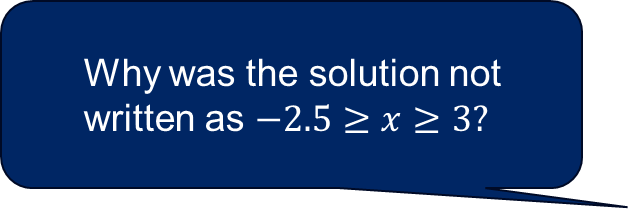 Why was the solution not
written as −2.5 ≥ x ≥ 3?